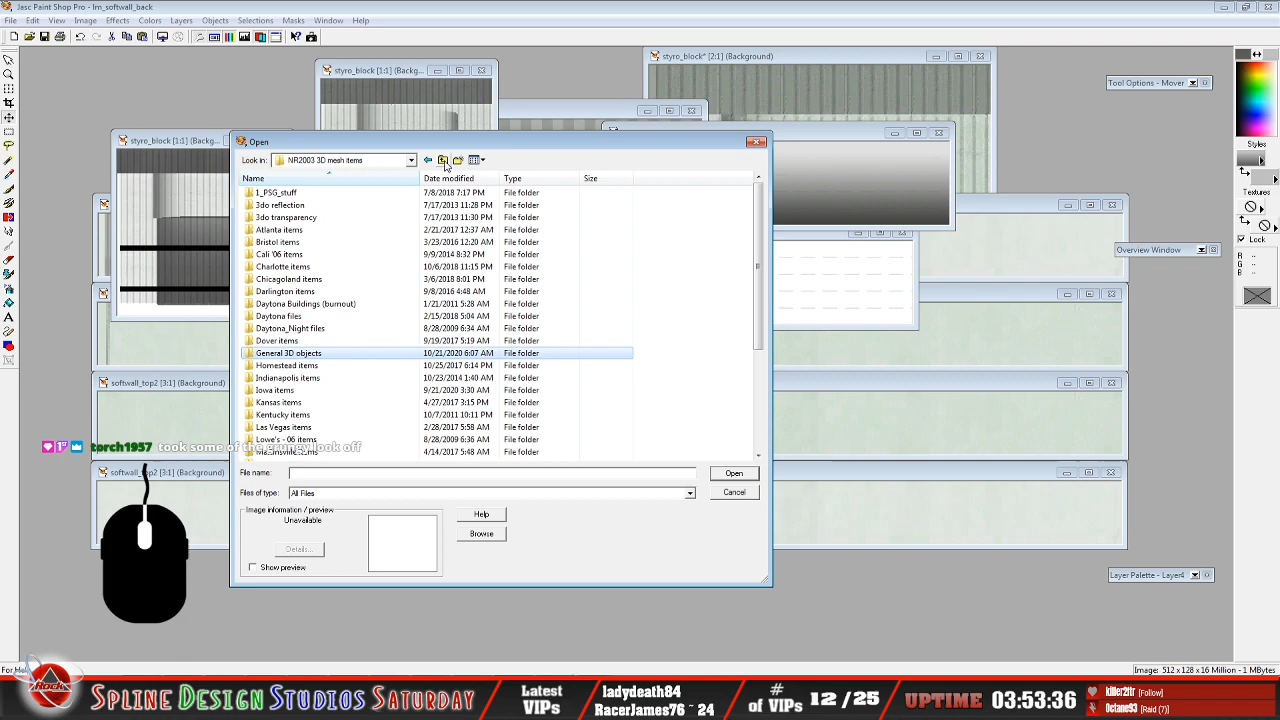 Jasc Paint Shop Pro - lm_softwall_back
File Edit View Image Effects Colors Layers Objects Selections Masks Window Help
styro_block* [2:1] (Background)
styro_block [1:1] (Backg...
Tool Options - Mover
styro_block [1:1] (Backg
Open
Look in: NR2003 3D mesh items
Name Date modified Type Size
1_PSG_stuff 7/8/2018 7:17 PM File folder
3do reflection 7/17/2013 11:28 PM File folder
3do transparency 7/17/2013 11:30 PM File folder
Atlanta items 2/21/2017 12:37 AM File folder
Bristol items 3/23/2016 12:20 AM File folder
Cali '06 items 9/9/2014 8:32 PM File folder
Charlotte items 10/6/2018 11:15 PM File folder
Chicagoland items 3/6/2018 8:01 PM File folder
Darlington items 9/8/2016 4:48 AM File folder
Daytona Buildings (burnout) 1/21/2011 5:28 AM File folder
Daytona files 2/15/2018 5:04 AM File folder
Daytona_Night files 8/28/2009 6:34 AM File folder
Dover items 9/19/2017 5:19 AM File folder
General 3D objects 10/21/2020 6:07 AM File folder
Homestead items 10/25/2017 6:14 PM File folder
Indianapolis items 10/23/2014 1:40 AM File folder
Iowa items 9/21/2020 3:30 AM File folder
Kansas items 4/27/2017 3:15 PM File folder
Kentucky items 10/7/2011 10:11 PM File folder
Las Vegas items 2/28/2017 5:58 AM File folder
Lowe's - 06 items 8/28/2009 6:36 AM File folder
4/14/2017 5:48 AM File folder
File name: Open
Files of type: All Files Cancel
Image information / preview
Unavailable
Details...
Show preview
Help
Browse
Styles
Textures
Lock
R
G
B
Overview Window
softwall_top2 [3:1] (Background)
softwall_top2 [3:1] (Background)
torch1957 took some of the grungy look off
Layer Palette - Layer4
For He
Image: 512 x 128 x 16 Million - 1 MBytes
Spline Design Studios Saturday
Latest VIPs
ladydeath84
RacerJames76 ~ 24
# of VIPs 12 / 25
UPTIME 03:53:36
killer2ltr [Follow]
Octane93 [Raid (7)]